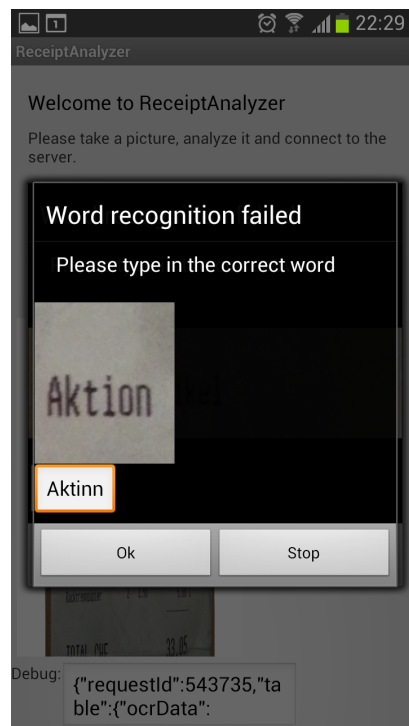 22:29
ReceiptAnalyzer
Welcome to ReceiptAnalyzer
Please take a picture, analyze it and connect to the
server.
Word recognition failed
Please type in the correct word
Aktion
Aktinn
Ok
Stop
TOTAL CHF 33.05
Debug:
{"requestId":543735,"ta
ble":{"ocrData":